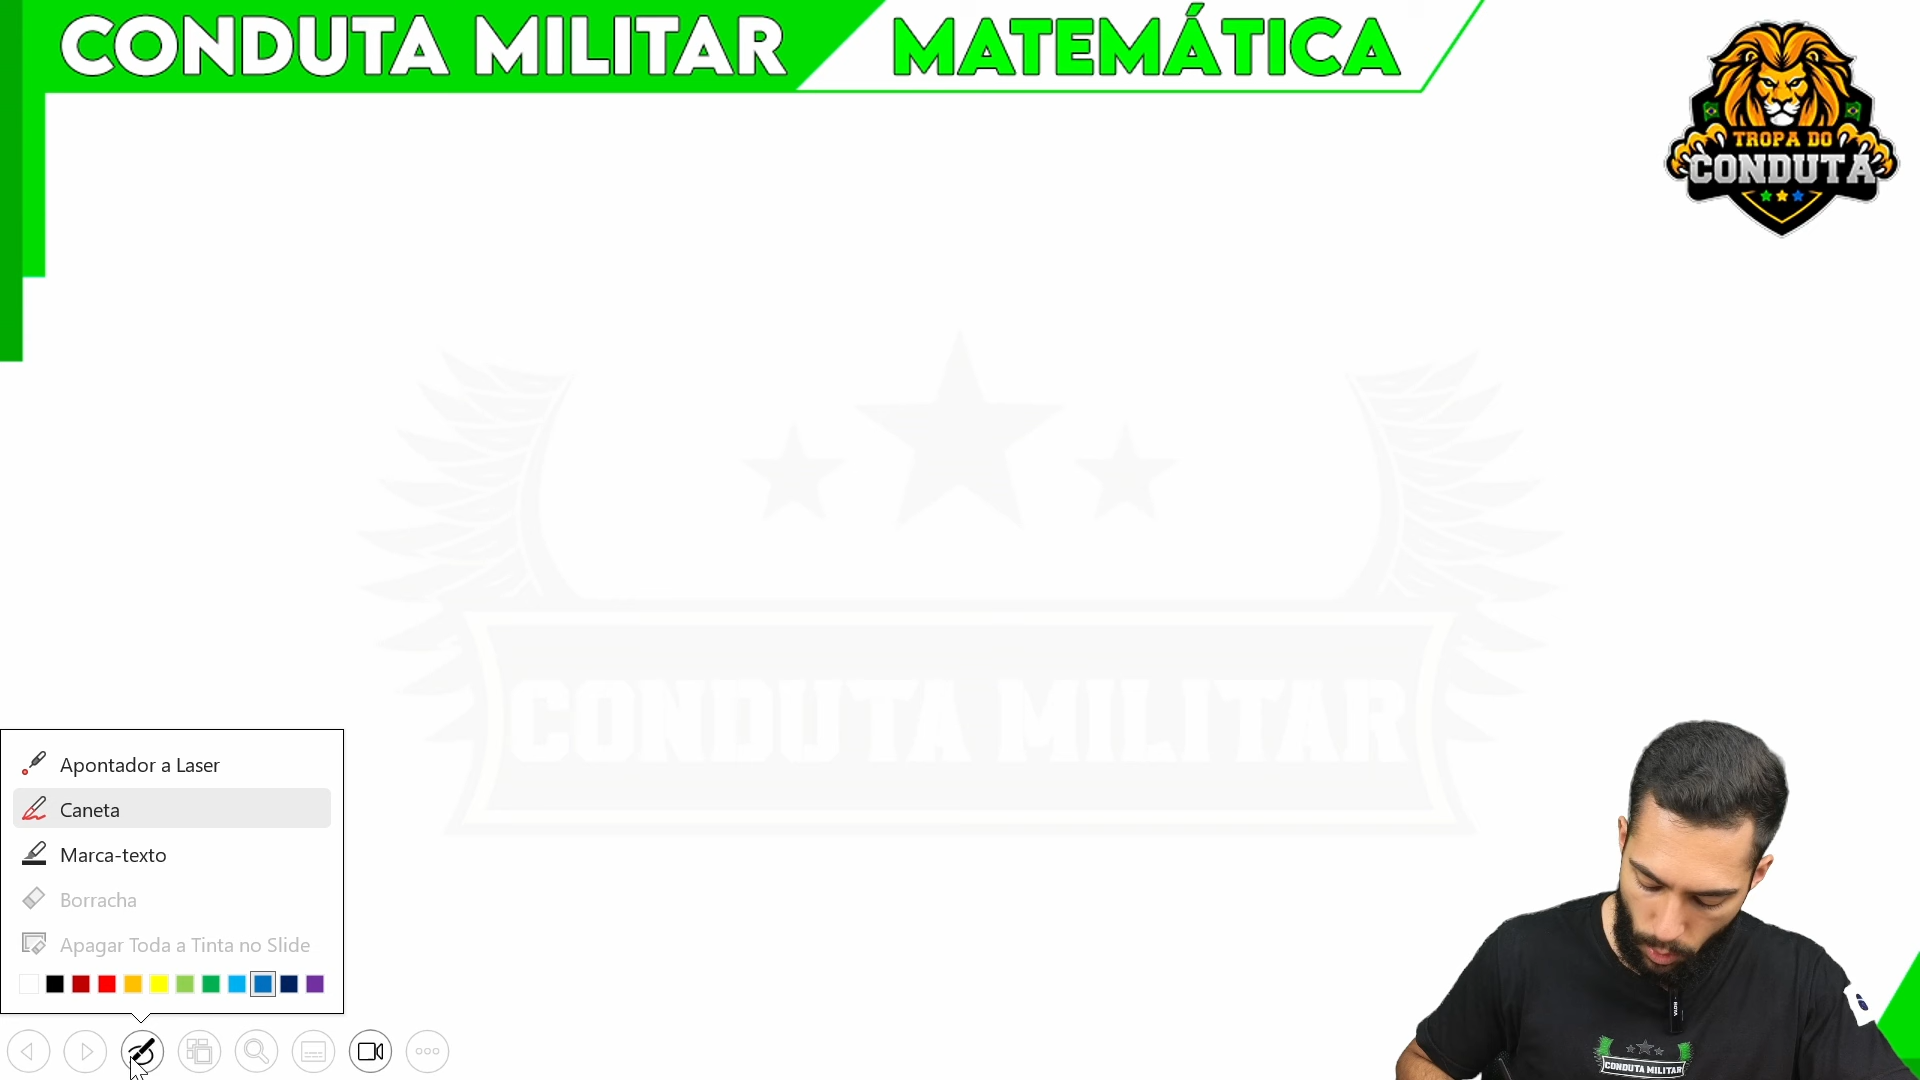 CONDUTA MILITAR MATEMÁTICA
TROPA DO
CONDUTA
CONDUTA MILITAR
Apontador a Laser
Caneta
Marca-texto
Borracha
Apagar Toda a Tinta no Slide
CONDUTA MILITAR